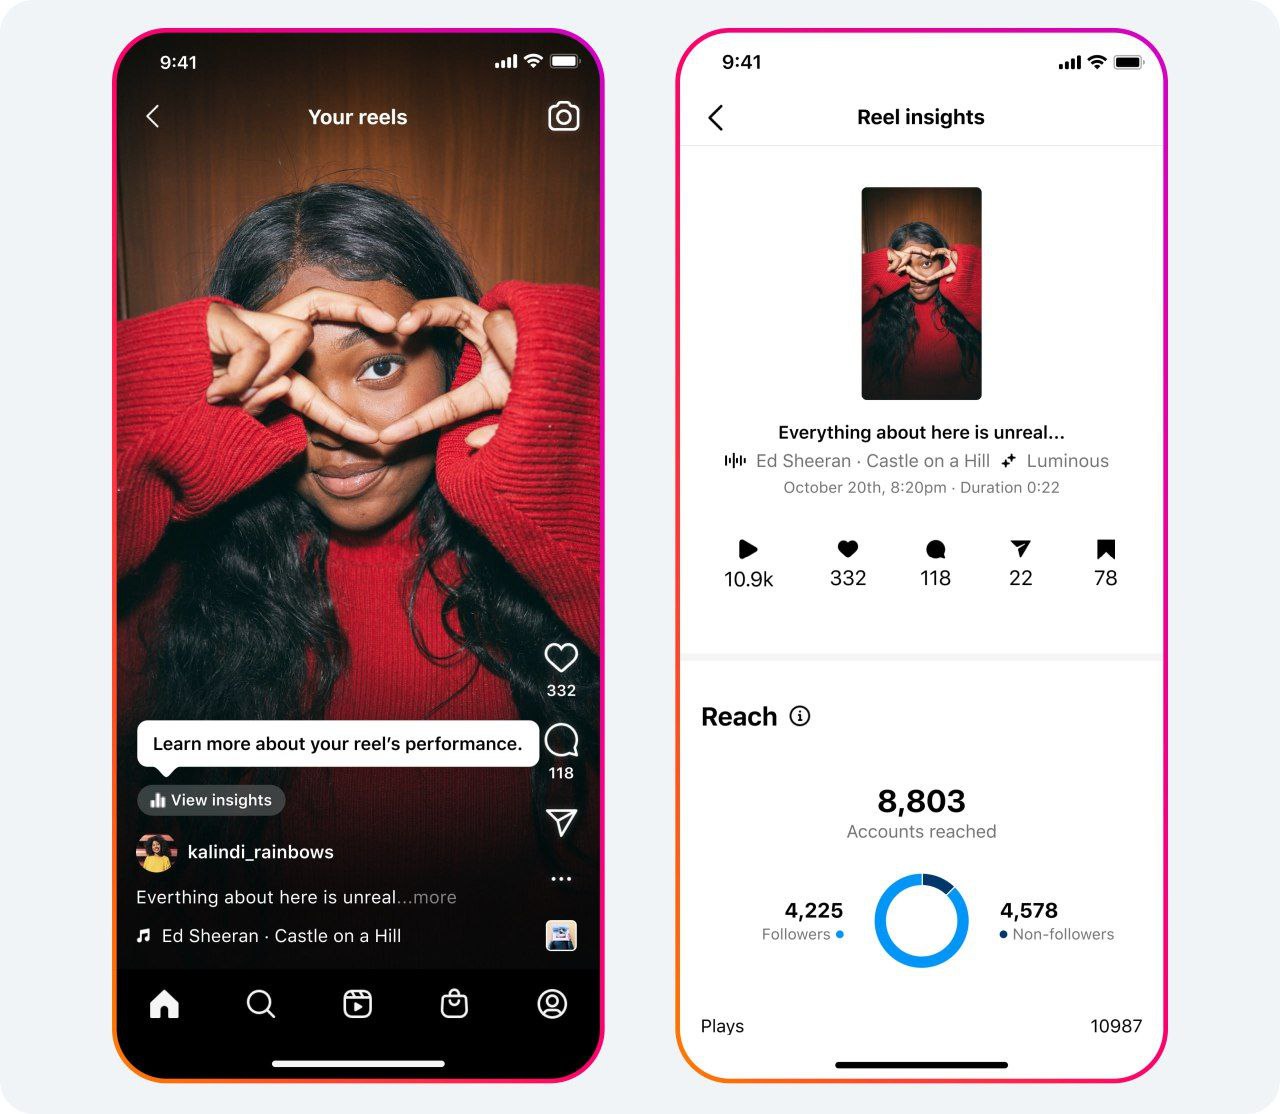 9:41
Your reels
332
Learn more about your reel's performance.
118
View insights
kalindi_rainbows
Everthing about here is unreal...more
Ed Sheeran · Castle on a Hill
9:41
Reel insights
Everything about here is unreal...
Ed Sheeran · Castle on a Hill Luminous
October 20th, 8:20pm · Duration 0:22
10.9k 332 118 22 78
Reach
8,803
Accounts reached
4,225 4,578
Followers Non-followers
Plays 10987